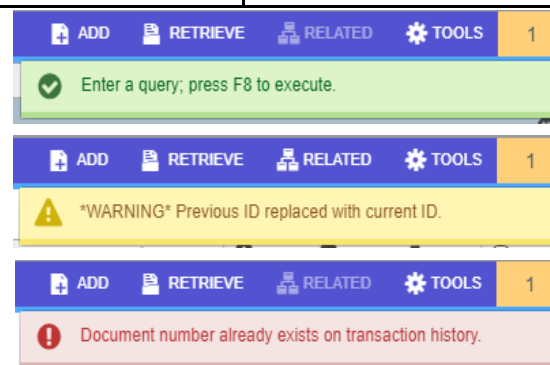 ADD RETRIEVE RELATED TOOLS 1
Enter a query; press F8 to execute.
ADD RETRIEVE RELATED TOOLS 1
*WARNING* Previous ID replaced with current ID.
ADD RETRIEVE RELATED TOOLS 1
Document number already exists on transaction history.